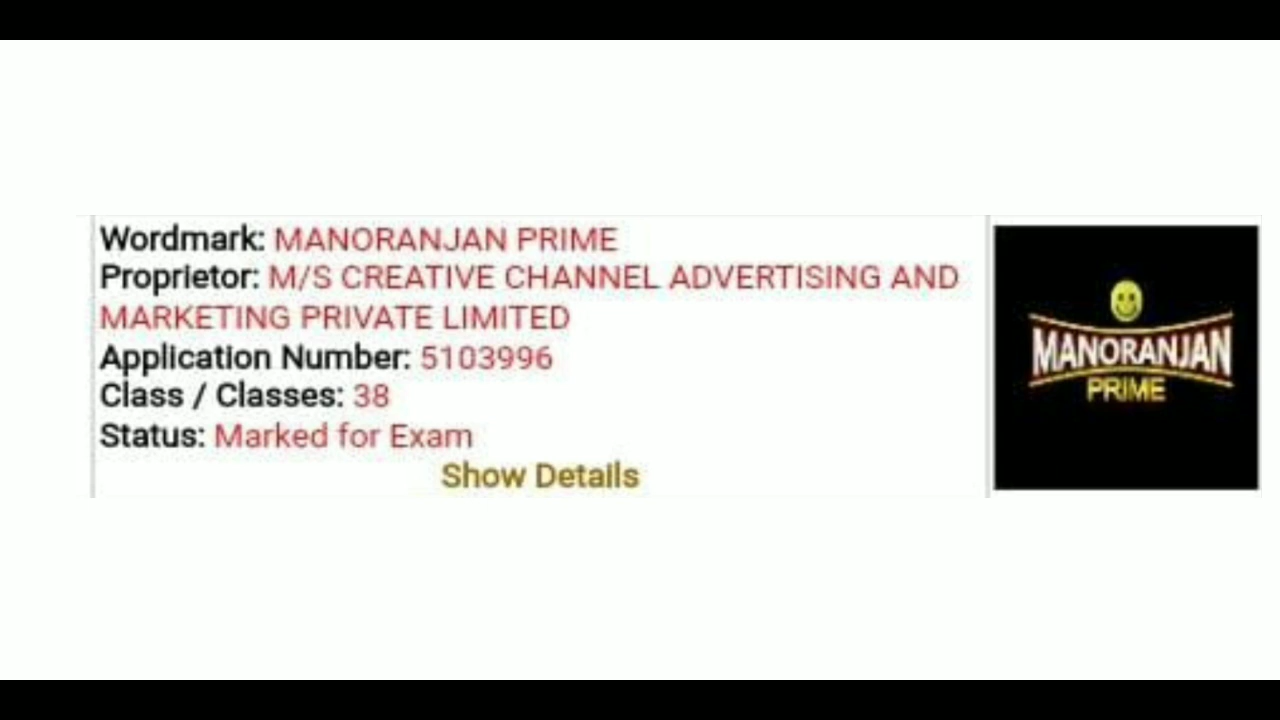 Wordmark: MANORANJAN PRIME
Proprietor: M/S CREATIVE CHANNEL ADVERTISING AND
MARKETING PRIVATE LIMITED
Application Number: 5103996
Class / Classes: 38
Status: Marked for Exam
Show Details
MANORANJAN
PRIME